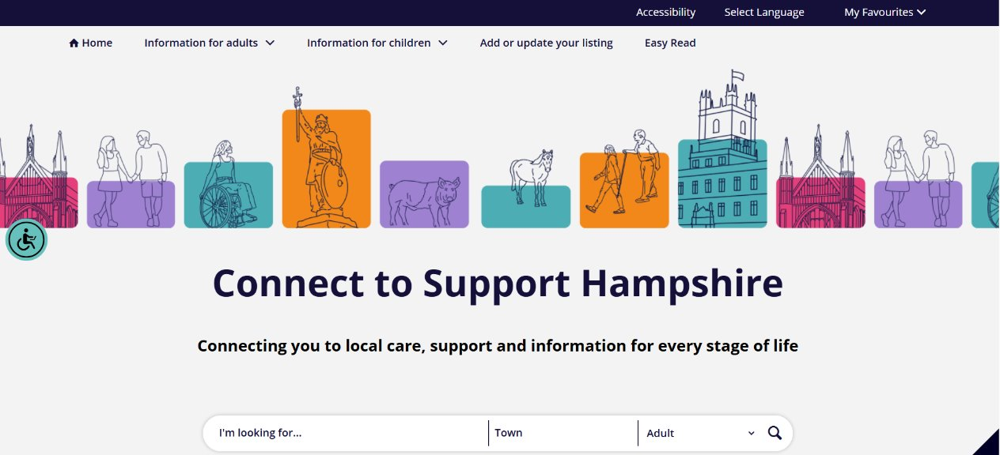 Accessibility Select Language My Favourites
Home Information for adults Information for children Add or update your listing Easy Read
Connect to Support Hampshire
Connecting you to local care, support and information for every stage of life
I'm looking for... Town Adult